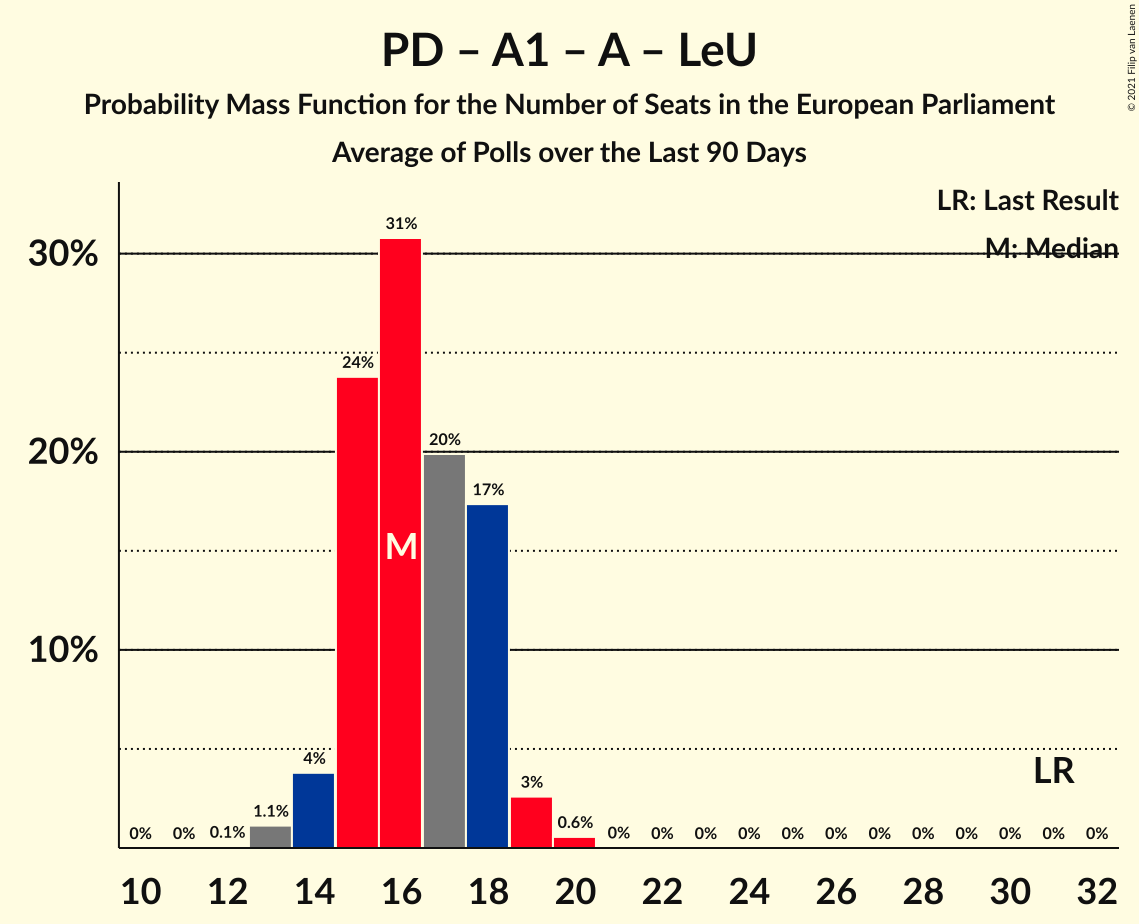 PD – A1 – A – LeU
Probability Mass Function for the Number of Seats in the European Parliament
Average of Polls over the Last 90 Days
© 2021 Filip van Laenen
LR: Last Result
M: Median
30%
20%
10%
0%
0%
0.1%
1.1%
4%
24%
31%
20%
17%
3%
0.6%
0%
0%
0%
0%
0%
0%
0%
0%
0%
0%
0%
0%
M
LR
10 12 14 16 18 20 22 24 26 28 30 32